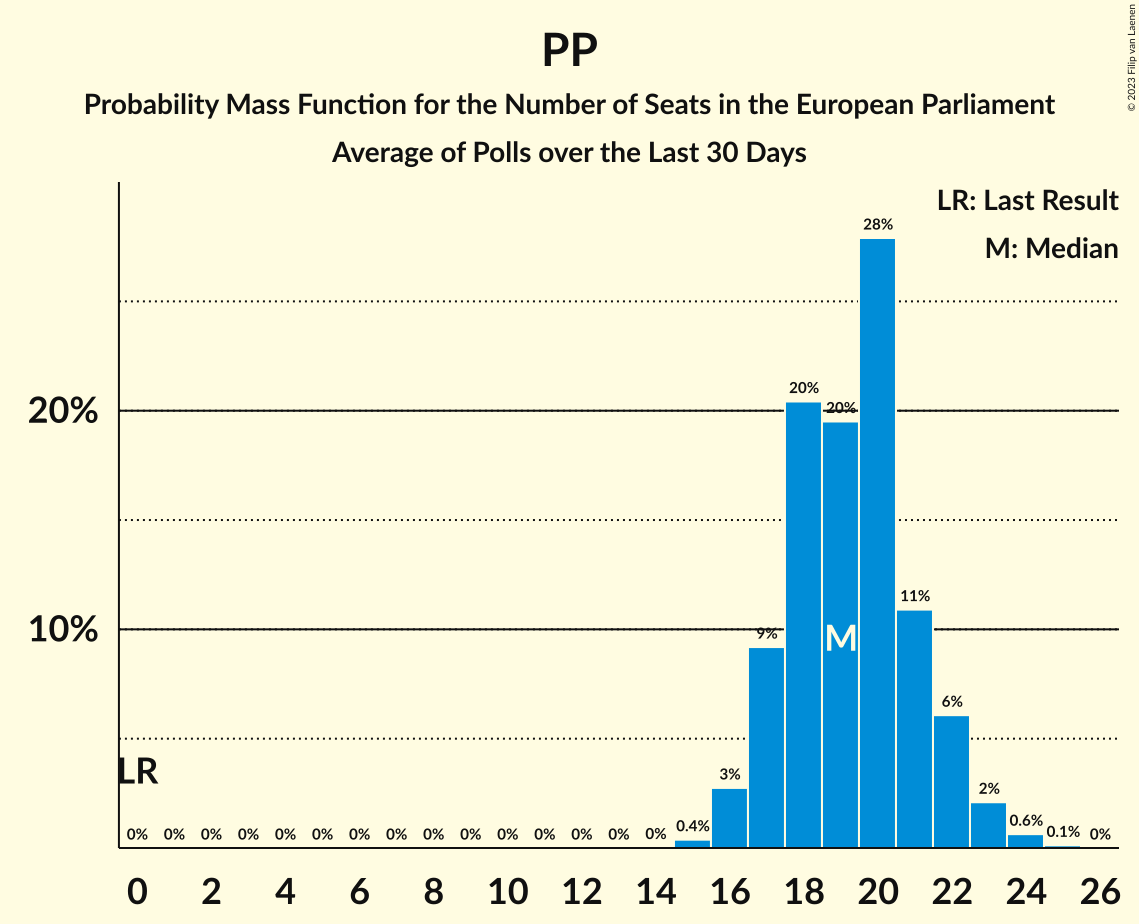 PP
Probability Mass Function for the Number of Seats in the European Parliament
Average of Polls over the Last 30 Days
© 2023 Filip van Laenen
LR: Last Result
M: Median
20%
10%
LR
M
0% 0% 0% 0% 0% 0% 0% 0% 0% 0% 0% 0% 0% 0% 0% 0.4% 3% 9% 20% 20% 28% 11% 6% 2% 0.6% 0.1% 0%
0 2 4 6 8 10 12 14 16 18 20 22 24 26